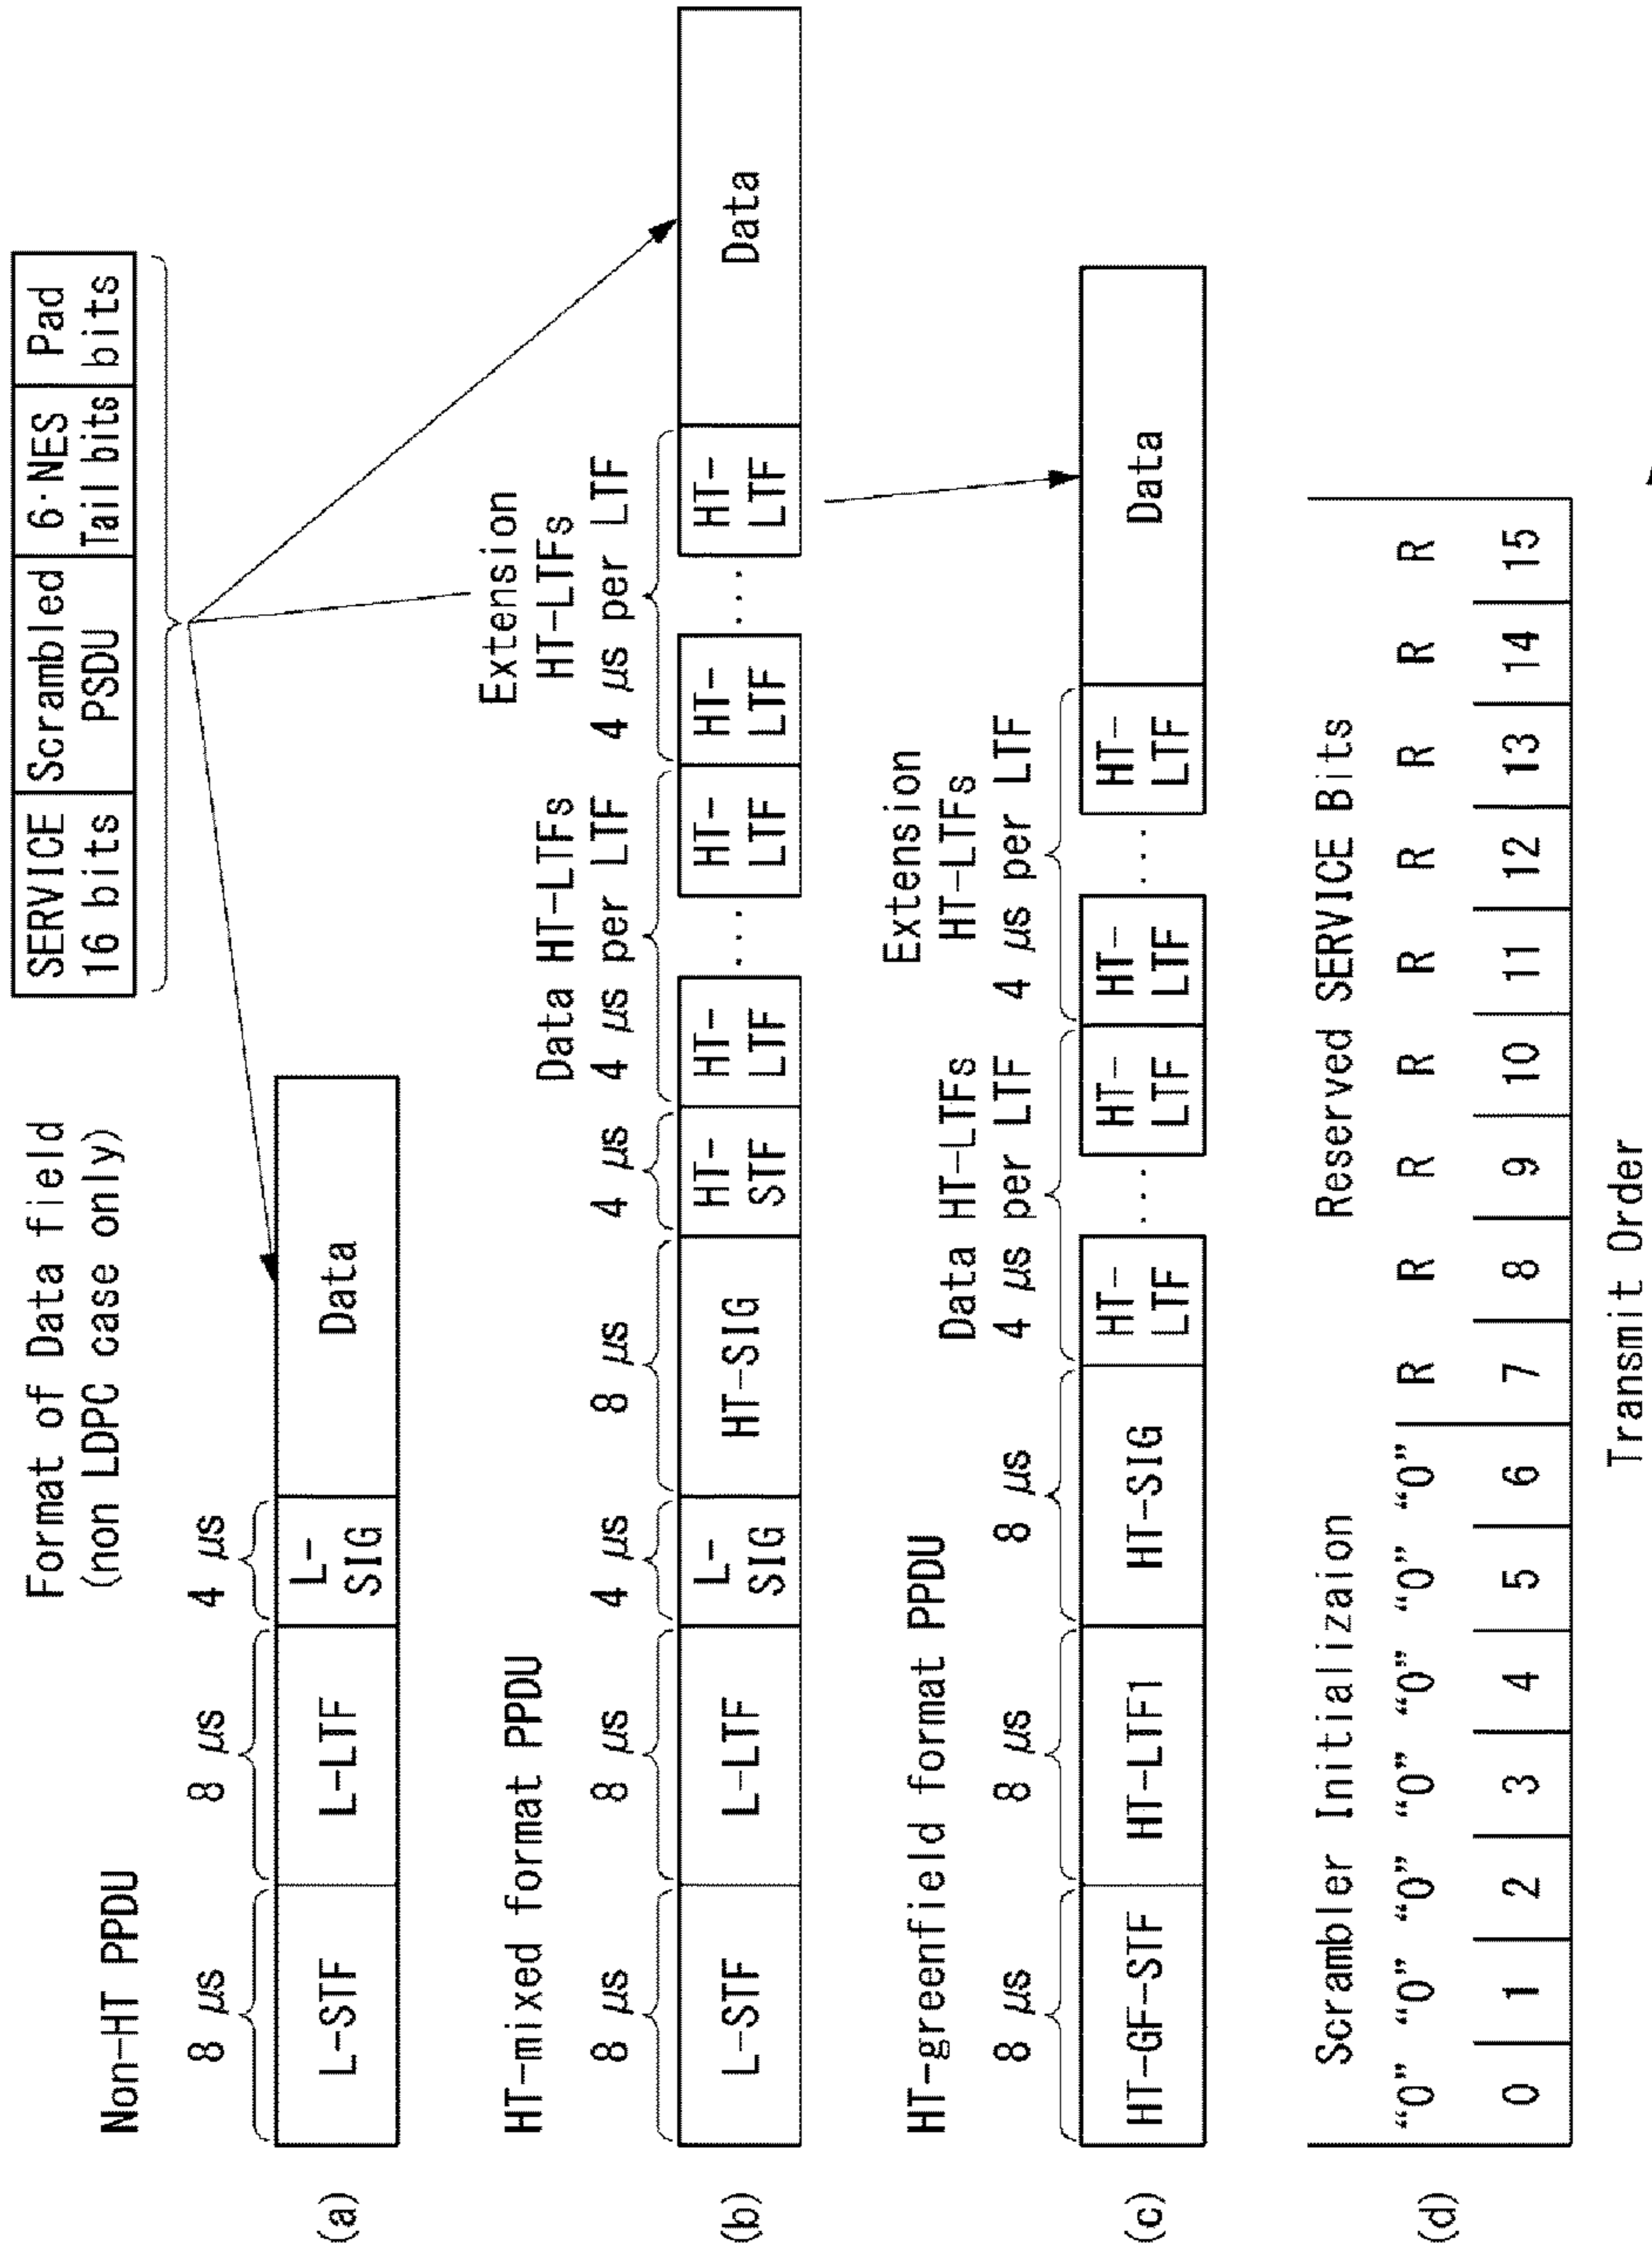 Format of Data field
(non LDPC case only)
SERVICE
16 bits
Scrambled
PSDU
6·NES
Tail bits
Pad
bits
Non-HT PPDU
8 μs
8 μs
4 μs
(a)
L-STF
L-LTF
L-
SIG
Data
HT-mixed format PPDU
Data HT-LTFs
Extension
HT-LTFs
8 μs
8 μs
4 μs
8 μs
4 μs
4 μs per LTF
4 μs per LTF
(b)
L-STF
L-LTF
L-
SIG
HT-SIG
HT-
STF
HT-
LTF
...
HT-
LTF
HT-
LTF
...
HT-
LTF
Data
HT-greenfield format PPDU
Data HT-LTFs
Extension
HT-LTFs
8 μs
8 μs
8 μs
4 μs per LTF
4 μs per LTF
(c)
HT-GF-STF
HT-LTF1
HT-SIG
HT-
LTF
...
HT-
LTF
HT-
LTF
...
HT-
LTF
Data
Scrambler Initializaion
Reserved SERVICE Bits
(d)
“0” “0” “0” “0” “0” “0” “0” R R R R R R R R R
0 1 2 3 4 5 6 7 8 9 10 11 12 13 14 15
Transmit Order